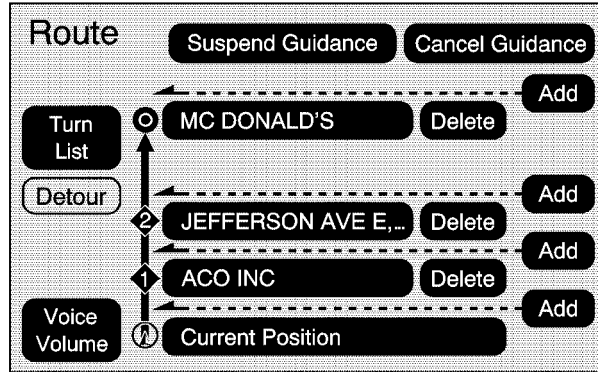 Route
Suspend Guidance
Cancel Guidance
Add
Turn
List
MC DONALD'S
Delete
Detour
Add
2
JEFFERSON AVE E,...
Delete
Add
1
ACO INC
Delete
Add
Voice
Volume
Current Position